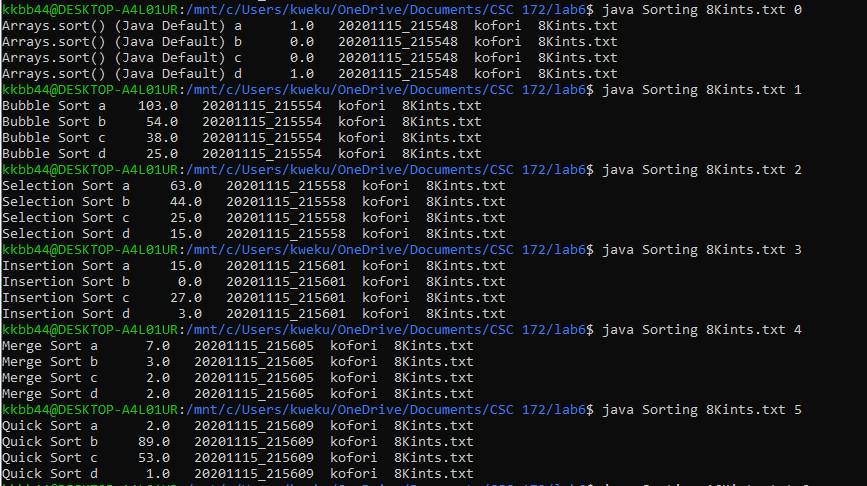 kkbb44@DESKTOP-A4L01UR:/mnt/c/Users/kweku/OneDrive/Documents/CSC 172/lab6$ java Sorting 8Kints.txt 0
Arrays.sort() (Java Default) a      1.0   20201115_215548  kofori  8Kints.txt
Arrays.sort() (Java Default) b      0.0   20201115_215548  kofori  8Kints.txt
Arrays.sort() (Java Default) c      0.0   20201115_215548  kofori  8Kints.txt
Arrays.sort() (Java Default) d      1.0   20201115_215548  kofori  8Kints.txt
kkbb44@DESKTOP-A4L01UR:/mnt/c/Users/kweku/OneDrive/Documents/CSC 172/lab6$ java Sorting 8Kints.txt 1
Bubble Sort a    103.0   20201115_215554  kofori  8Kints.txt
Bubble Sort b     54.0   20201115_215554  kofori  8Kints.txt
Bubble Sort c     38.0   20201115_215554  kofori  8Kints.txt
Bubble Sort d     25.0   20201115_215554  kofori  8Kints.txt
kkbb44@DESKTOP-A4L01UR:/mnt/c/Users/kweku/OneDrive/Documents/CSC 172/lab6$ java Sorting 8Kints.txt 2
Selection Sort a     63.0   20201115_215558  kofori  8Kints.txt
Selection Sort b     44.0   20201115_215558  kofori  8Kints.txt
Selection Sort c     25.0   20201115_215558  kofori  8Kints.txt
Selection Sort d     15.0   20201115_215558  kofori  8Kints.txt
kkbb44@DESKTOP-A4L01UR:/mnt/c/Users/kweku/OneDrive/Documents/CSC 172/lab6$ java Sorting 8Kints.txt 3
Insertion Sort a     15.0   20201115_215601  kofori  8Kints.txt
Insertion Sort b      0.0   20201115_215601  kofori  8Kints.txt
Insertion Sort c     27.0   20201115_215601  kofori  8Kints.txt
Insertion Sort d      3.0   20201115_215601  kofori  8Kints.txt
kkbb44@DESKTOP-A4L01UR:/mnt/c/Users/kweku/OneDrive/Documents/CSC 172/lab6$ java Sorting 8Kints.txt 4
Merge Sort a      7.0   20201115_215605  kofori  8Kints.txt
Merge Sort b      3.0   20201115_215605  kofori  8Kints.txt
Merge Sort c      2.0   20201115_215605  kofori  8Kints.txt
Merge Sort d      2.0   20201115_215605  kofori  8Kints.txt
kkbb44@DESKTOP-A4L01UR:/mnt/c/Users/kweku/OneDrive/Documents/CSC 172/lab6$ java Sorting 8Kints.txt 5
Quick Sort a      2.0   20201115_215609  kofori  8Kints.txt
Quick Sort b     89.0   20201115_215609  kofori  8Kints.txt
Quick Sort c     53.0   20201115_215609  kofori  8Kints.txt
Quick Sort d      1.0   20201115_215609  kofori  8Kints.txt